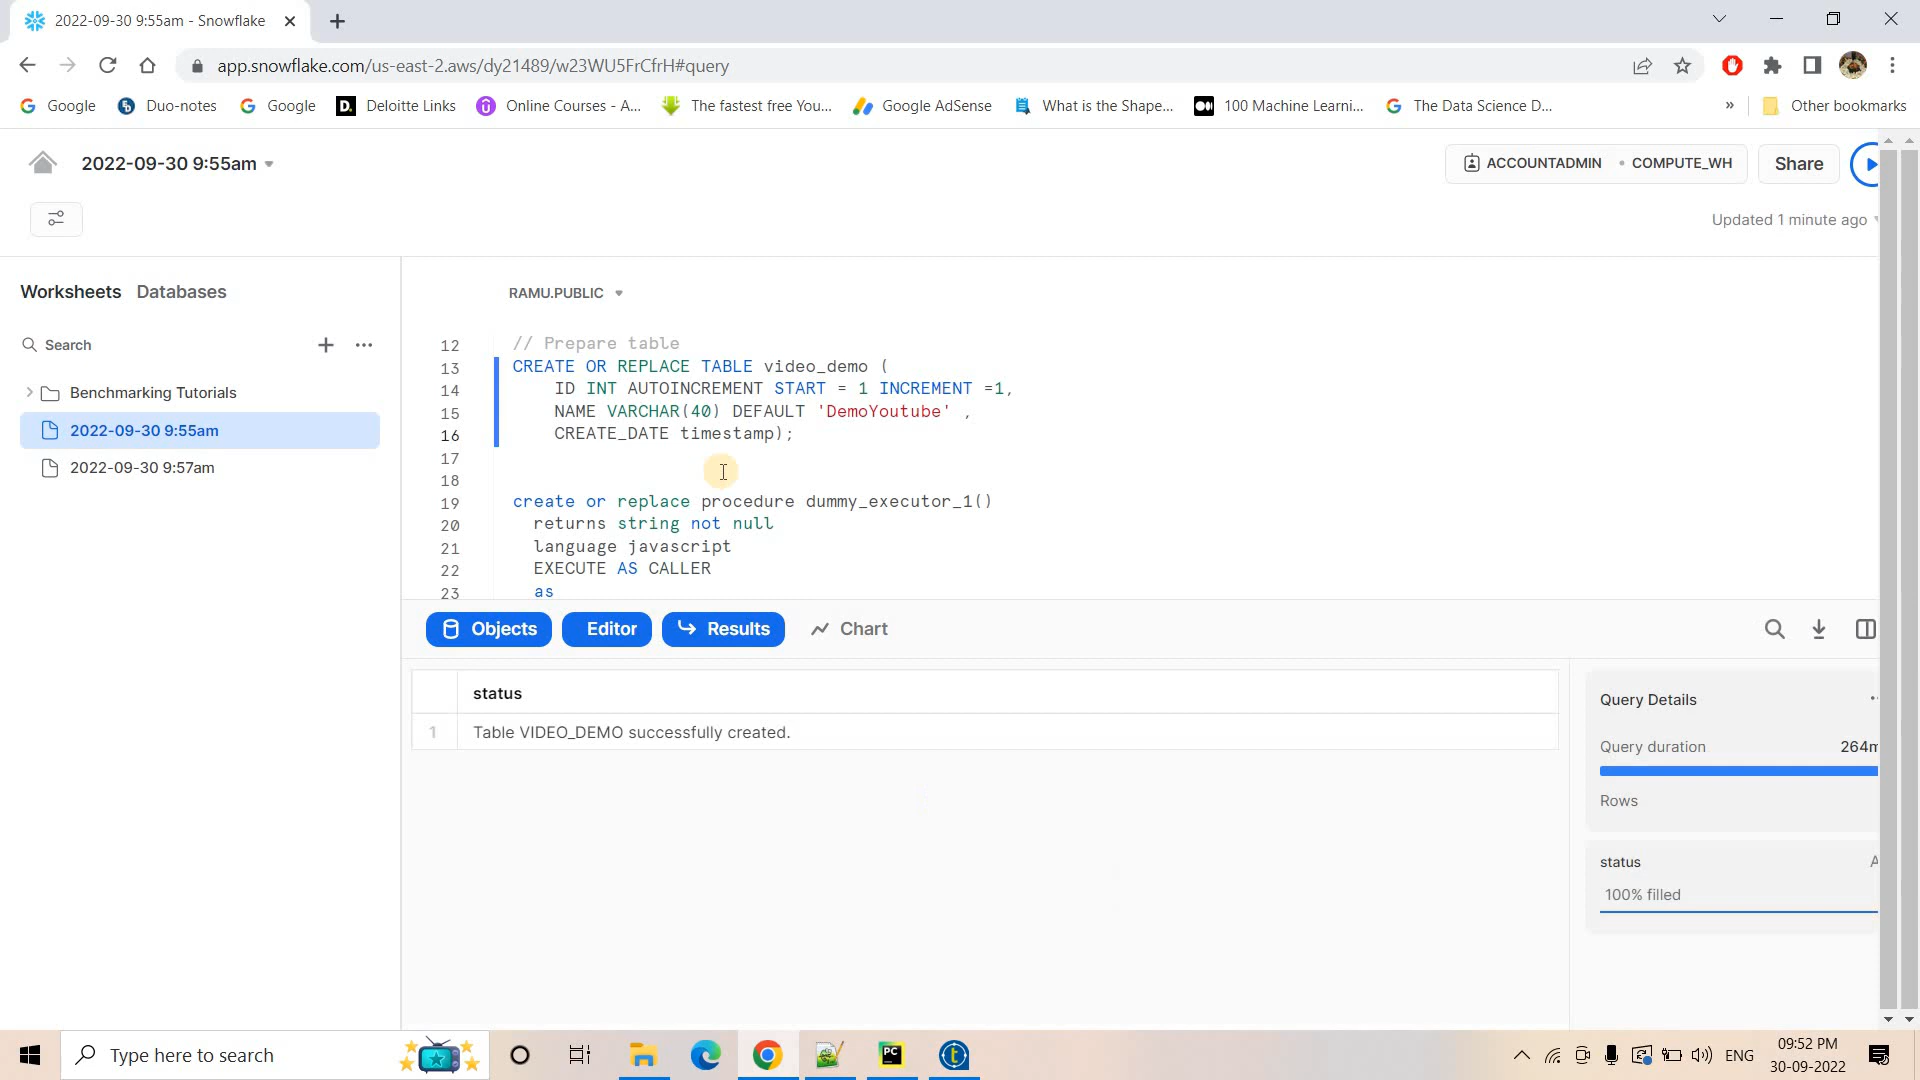 2022-09-30 9:55am - Snowflake
app.snowflake.com/us-east-2.aws/dy21489/w23WU5FrCfrH#query
Google Duo-notes Google Deloitte Links Online Courses - A... The fastest free You... Google AdSense What is the Shape... 100 Machine Learni... The Data Science D... » Other bookmarks
2022-09-30 9:55am
ACCOUNTADMIN • COMPUTE_WH Share
Updated 1 minute ago
Worksheets Databases
RAMU.PUBLIC
Search
Benchmarking Tutorials
2022-09-30 9:55am
2022-09-30 9:57am
12 // Prepare table
13 CREATE OR REPLACE TABLE video_demo (
14 ID INT AUTOINCREMENT START = 1 INCREMENT =1,
15 NAME VARCHAR(40) DEFAULT 'DemoYoutube' ,
16 CREATE_DATE timestamp);
17
18
19 create or replace procedure dummy_executor_1()
20 returns string not null
21 language javascript
22 EXECUTE AS CALLER
23 as
Objects Editor Results Chart
status
1 Table VIDEO_DEMO successfully created.
Query Details
Query duration 264m
Rows
status A
100% filled
Type here to search
PC
t
ENG
09:52 PM
30-09-2022